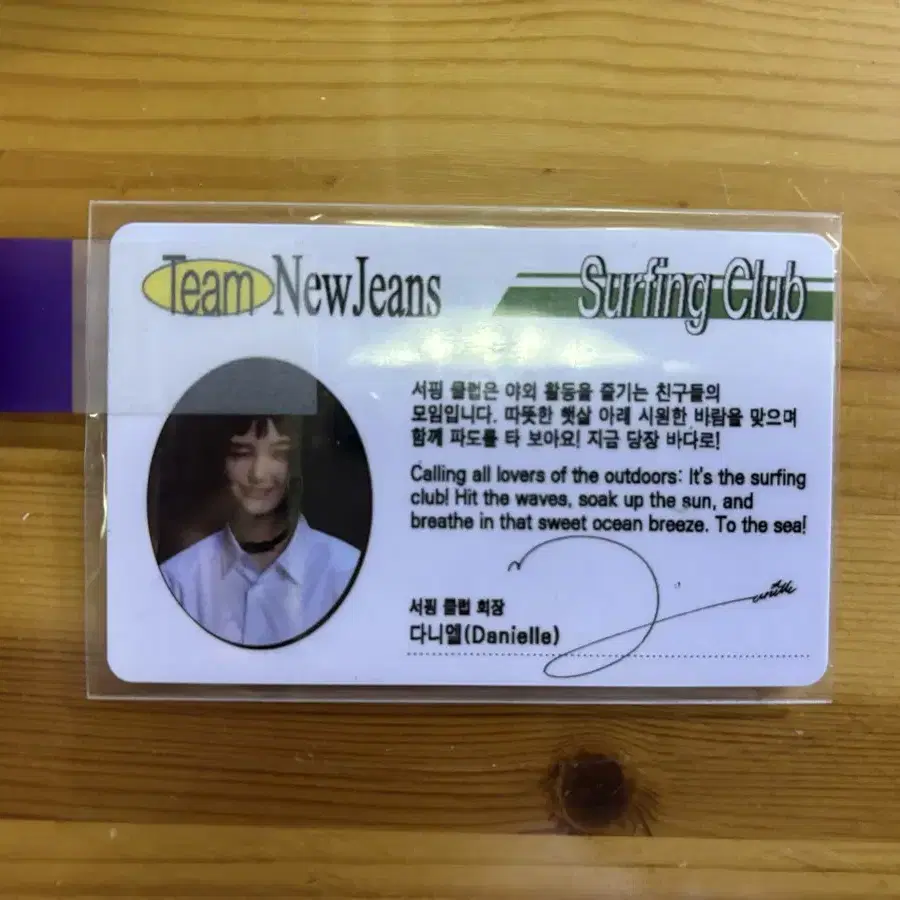 Team NewJeans
Surfing Club
서핑 클럽은 야외 활동을 즐기는 친구들의
모임입니다. 따뜻한 햇살 아래 시원한 바람을 맞으며
함께 파도를 타 보아요! 지금 당장 바다로!
Calling all lovers of the outdoors: It's the surfing
club! Hit the waves, soak up the sun, and
breathe in that sweet ocean breeze. To the sea!
서핑 클럽 회장
다니엘(Danielle)